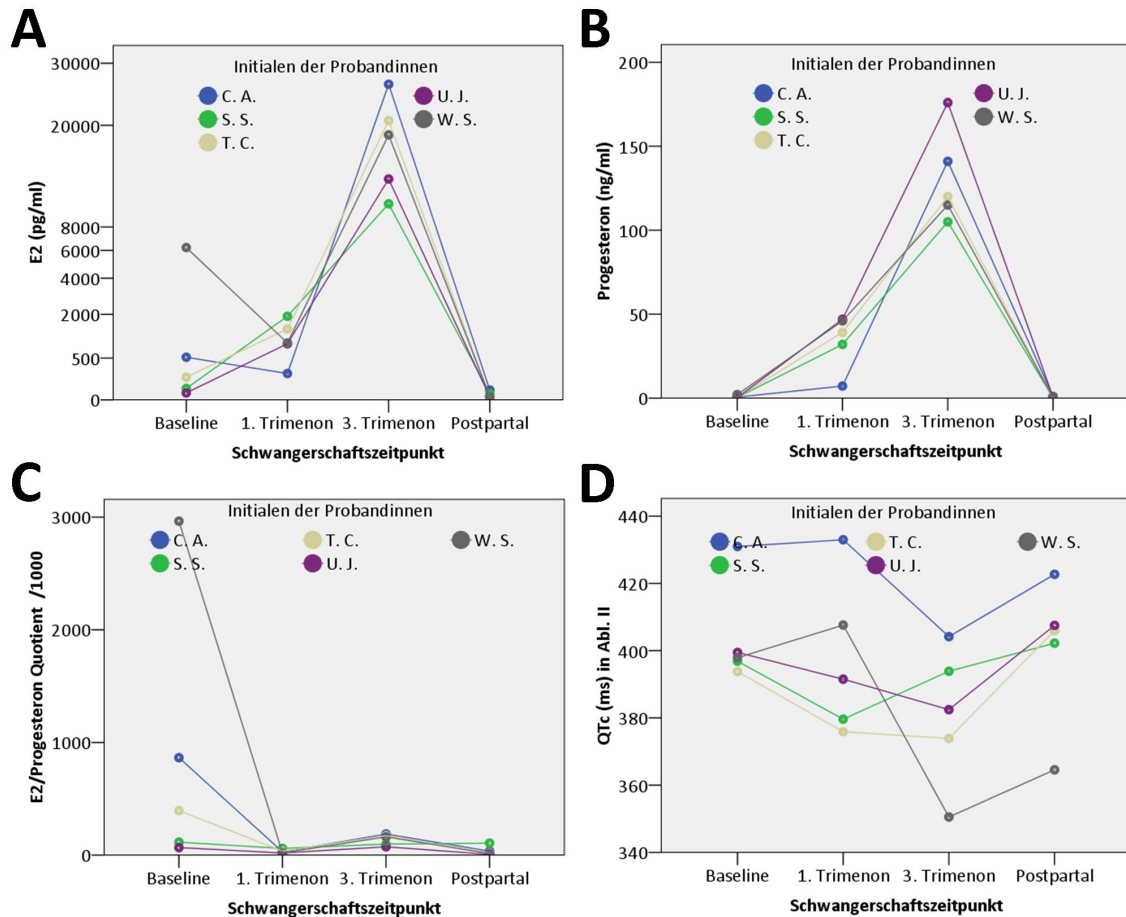 A
Initialen der Probandinnen
C. A.
U. J.
S. S.
W. S.
T. C.
E2 (pg/ml)
30000
20000
8000
6000
4000
2000
500
0
Baseline
1. Trimenon
3. Trimenon
Postpartal
Schwangerschaftszeitpunkt
B
Initialen der Probandinnen
C. A.
U. J.
S. S.
W. S.
T. C.
Progesteron (ng/ml)
200
150
100
50
0
Baseline
1. Trimenon
3. Trimenon
Postpartal
Schwangerschaftszeitpunkt
C
Initialen der Probandinnen
C. A.
T. C.
W. S.
S. S.
U. J.
E2/Progesteron Quotient /1000
3000
2000
1000
0
Baseline
1. Trimenon
3. Trimenon
Postpartal
Schwangerschaftszeitpunkt
D
Initialen der Probandinnen
C. A.
T. C.
W. S.
S. S.
U. J.
QTc (ms) in Abl. II
440
420
400
380
360
340
Baseline
1. Trimenon
3. Trimenon
Postpartal
Schwangerschaftszeitpunkt